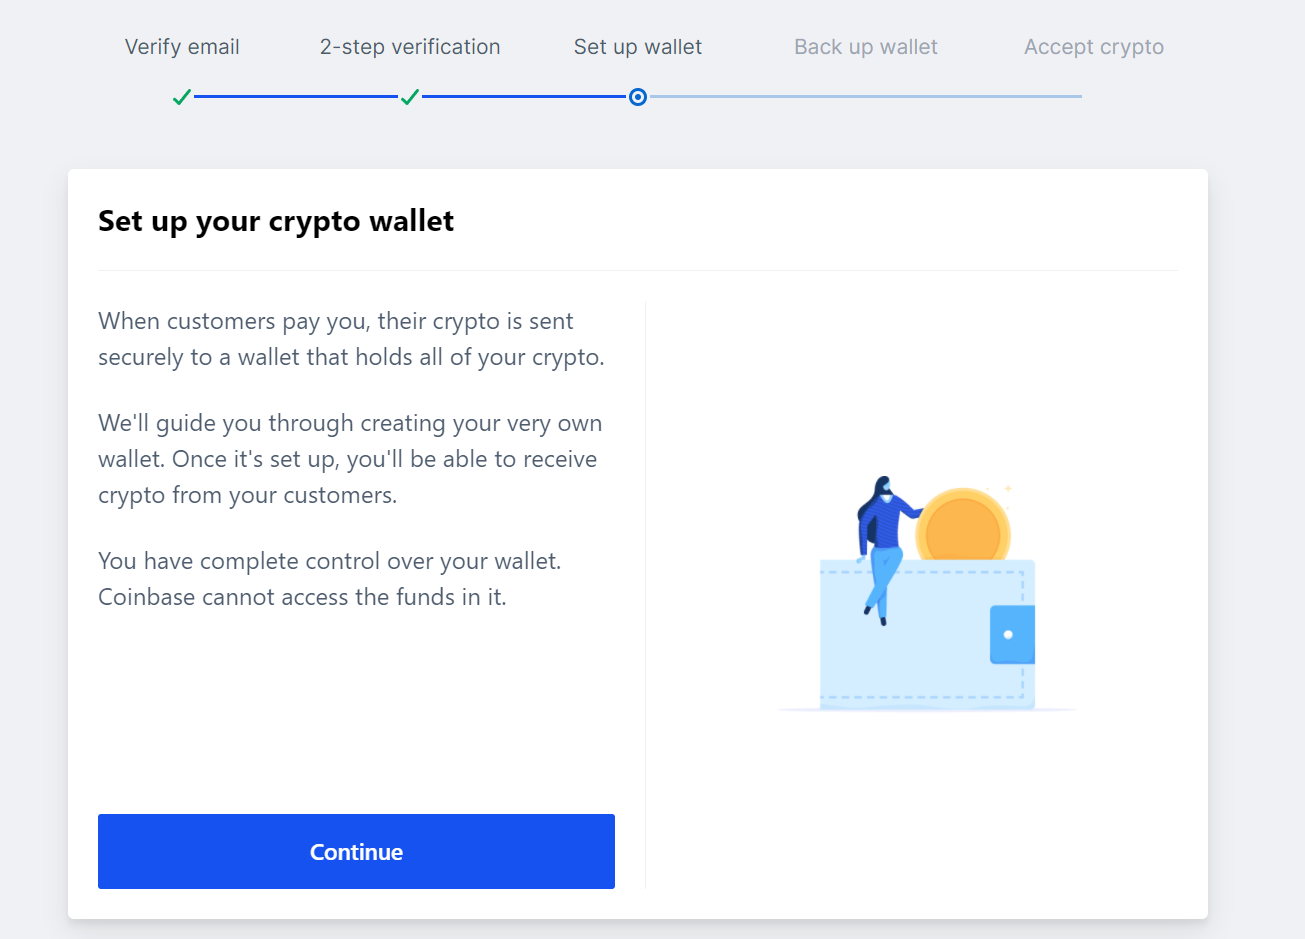 Verify email
2-step verification
Set up wallet
Back up wallet
Accept crypto
Set up your crypto wallet
When customers pay you, their crypto is sent
securely to a wallet that holds all of your crypto.
We'll guide you through creating your very own
wallet. Once it's set up, you'll be able to receive
crypto from your customers.
You have complete control over your wallet.
Coinbase cannot access the funds in it.
Continue